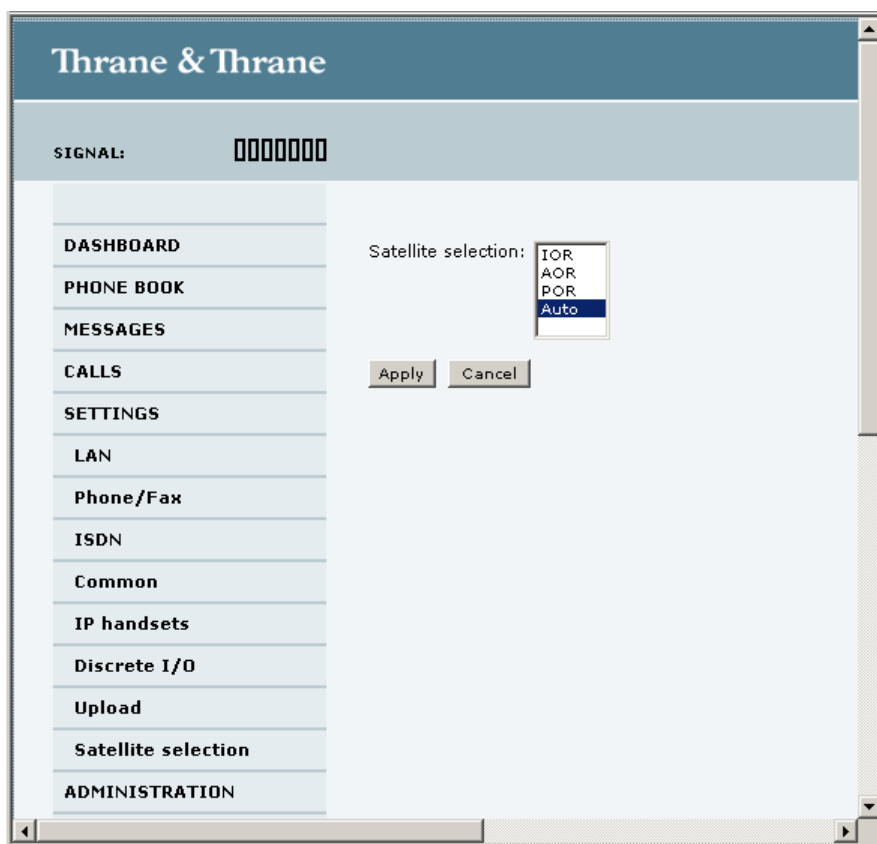 Thrane & Thrane
SIGNAL:
DASHBOARD
PHONE BOOK
MESSAGES
CALLS
SETTINGS
LAN
Phone/Fax
ISDN
Common
IP handsets
Discrete I/O
Upload
Satellite selection
ADMINISTRATION
Satellite selection:
IOR
AOR
POR
Auto
Apply Cancel